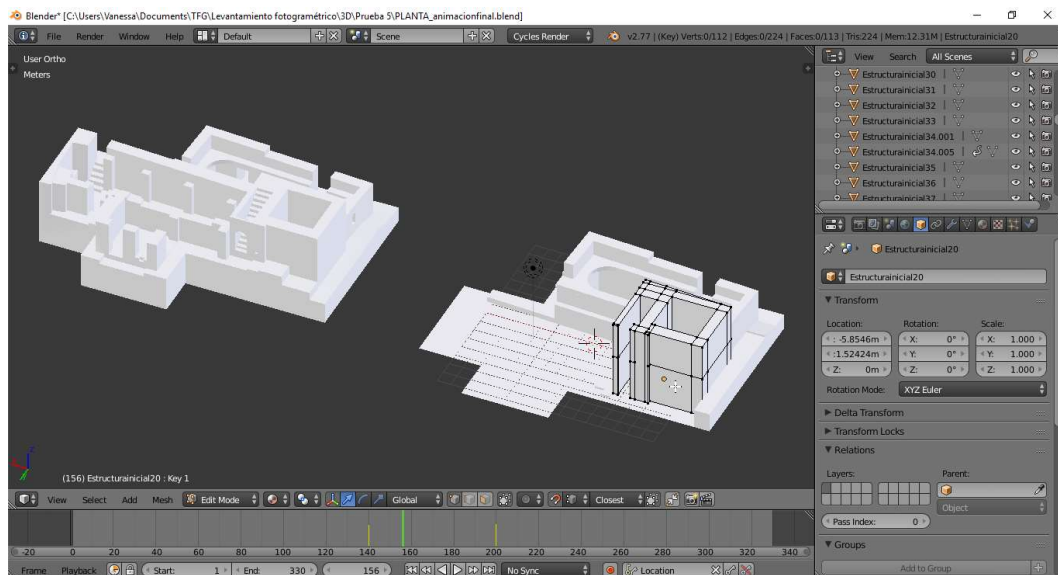 Blender* [C:\Users\Vanessa\Documents\TFG\Levantamiento fotogramétrico\3D\Prueba 5\PLANTA_animacionfinal.blend]
File Render Window Help Default Scene Cycles Render v2.77 | (Key) Verts:0/112 | Edges:0/224 | Faces:0/113 | Tris:224 | Mem:12.31M | Estructurainicial20
User Ortho
Meters
(156) Estructurainicial20 : Key 1
View Select Add Mesh Edit Mode Global Closest
-20 0 20 40 60 80 100 120 140 160 180 200 220 240 260 280 300 320 340
Frame Playback Start: 1 End: 330 156 No Sync Location
View Search All Scenes
Estructurainicial30
Estructurainicial31
Estructurainicial32
Estructurainicial33
Estructurainicial34.001
Estructurainicial34.005
Estructurainicial35
Estructurainicial36
Estructurainicial37
Estructurainicial20
Estructurainicial20
Transform
Location: Rotation: Scale:
: -5.8546m X: 0° X: 1.000
:1.52424m Y: 0° Y: 1.000
Z: 0m Z: 0° Z: 1.000
Rotation Mode: XYZ Euler
Delta Transform
Transform Locks
Relations
Layers: Parent:
Object
Pass Index: 0
Groups
Add to Group